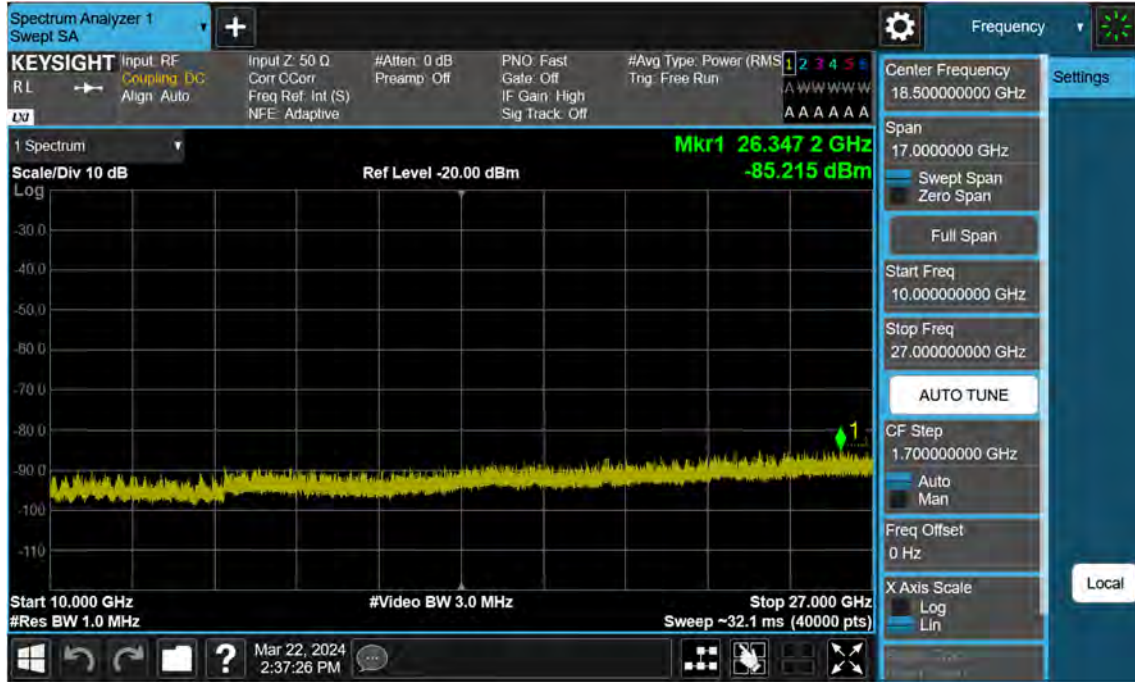 Spectrum Analyzer 1
Swept SA
+
Frequency
KEYSIGHT
RL
LXI
Input: RF
Coupling: DC
Align: Auto
Input Z: 50 Ω
Corr CCorr
Freq Ref: Int (S)
NFE: Adaptive
#Atten: 0 dB
Preamp: Off
PNO: Fast
Gate: Off
IF Gain: High
Sig Track: Off
#Avg Type: Power (RMS
Trig: Free Run
1 2 3 4 5 6
A W W W W W
A A A A A A
1 Spectrum
Scale/Div 10 dB
Log
Ref Level -20.00 dBm
Mkr1 26.347 2 GHz
-85.215 dBm
-30.0
-40.0
-50.0
-60.0
-70.0
-80.0
-90.0
-100
-110
1
Start 10.000 GHz
#Res BW 1.0 MHz
#Video BW 3.0 MHz
Stop 27.000 GHz
Sweep ~32.1 ms (40000 pts)
?
Mar 22, 2024
2:37:26 PM
Center Frequency
18.500000000 GHz
Span
17.0000000 GHz
Swept Span
Zero Span
Full Span
Start Freq
10.000000000 GHz
Stop Freq
27.000000000 GHz
AUTO TUNE
CF Step
1.700000000 GHz
Auto
Man
Freq Offset
0 Hz
X Axis Scale
Log
Lin
Settings
Local